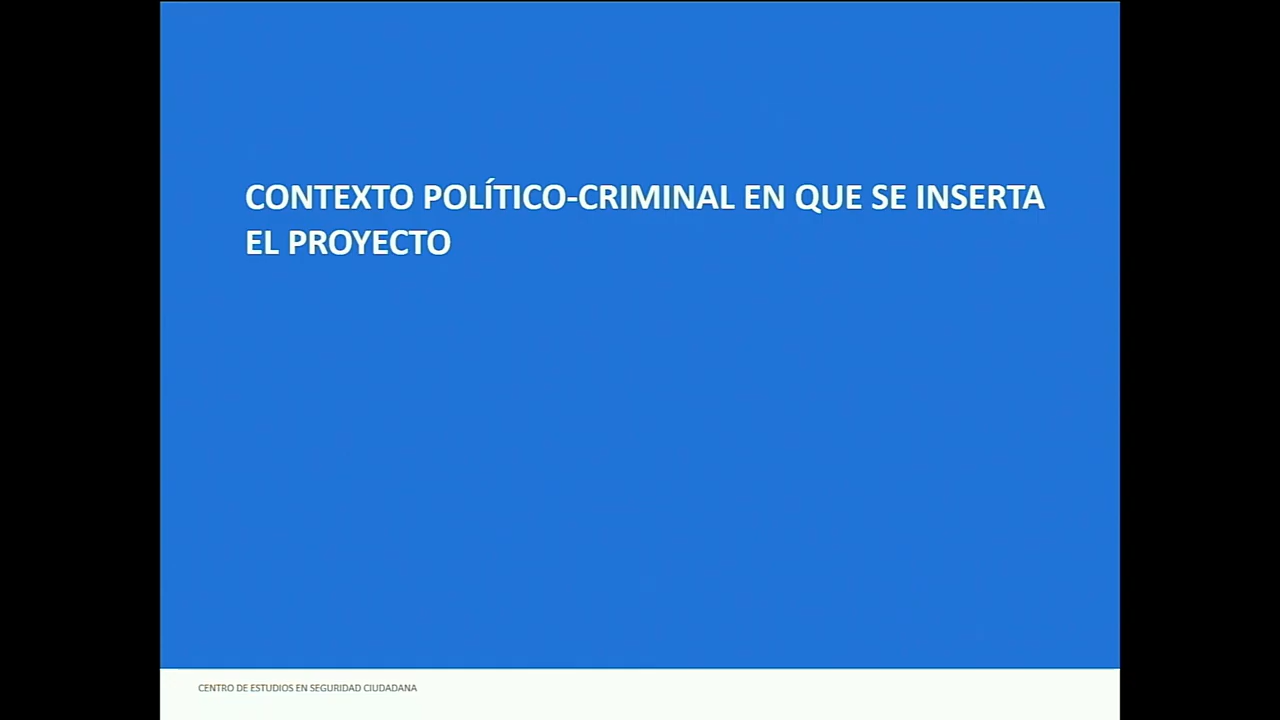 CONTEXTO POLÍTICO-CRIMINAL EN QUE SE INSERTA
EL PROYECTO
CENTRO DE ESTUDIOS EN SEGURIDAD CIUDADANA